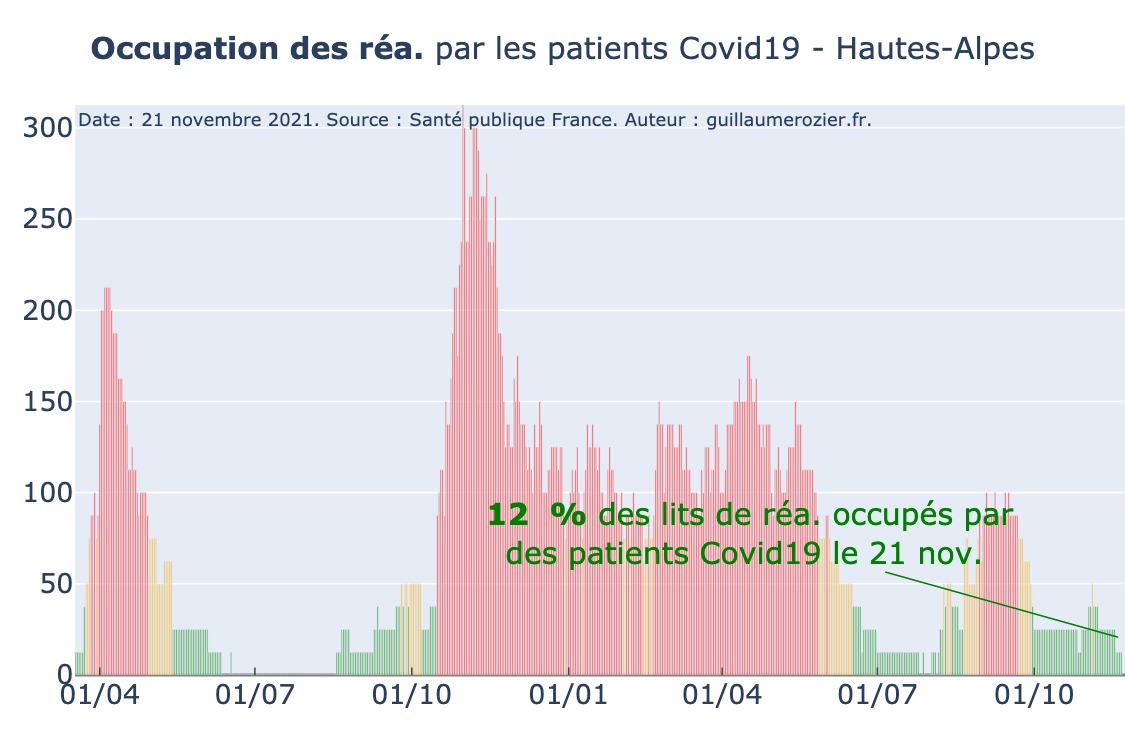 Occupation des réa. par les patients Covid19 - Hautes-Alpes
Date : 21 novembre 2021. Source : Santé publique France. Auteur : guillaumerozier.fr.
300
250
200
150
100
50
0
12 % des lits de réa. occupés par
des patients Covid19 le 21 nov.
01/04 01/07 01/10 01/01 01/04 01/07 01/10